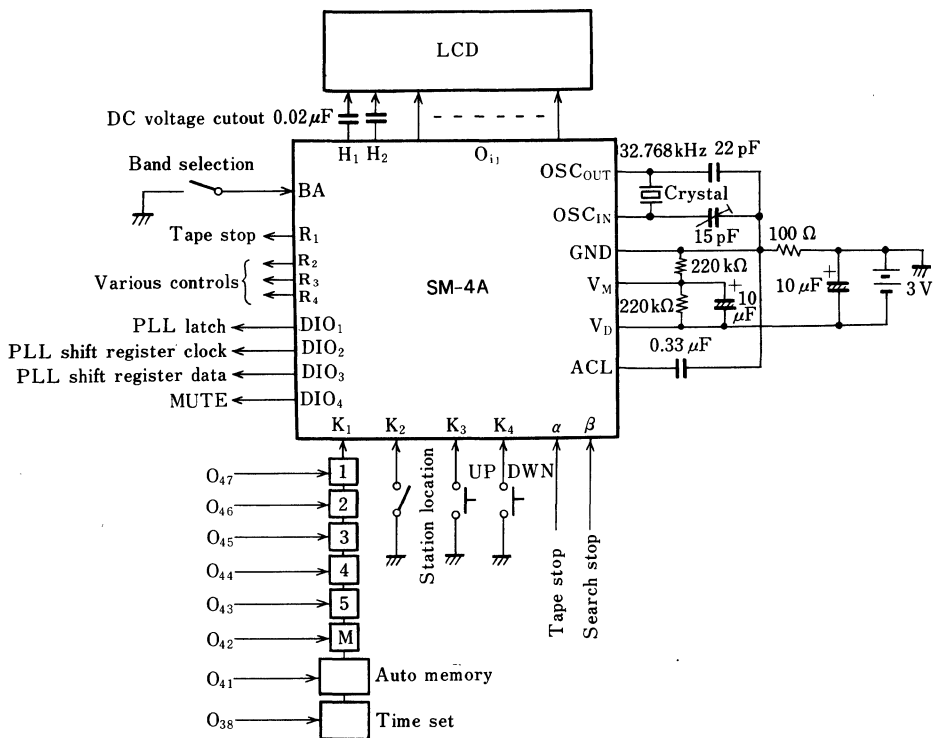 LCD
DC voltage cutout 0.02μF
H1 H2 Oij
32.768kHz 22 pF
OSCOUT
Crystal
Band selection
BA
OSCIN
15 pF
100 Ω
Tape stop R1
GND
R2
Various controls R3
R4
220 kΩ
SM-4A
VM
220 kΩ
+
10 μF
+
10 μF
3 V
PLL latch DIO1
VD
PLL shift register clock DIO2
0.33 μF
PLL shift register data DIO3
ACL
MUTE DIO4
K1 K2 K3 K4 α β
O47 1
UP DWN
O46 2
Station location
O45 3
O44 4
Tape stop
Search stop
O43 5
O42 M
O41 Auto memory
O38 Time set